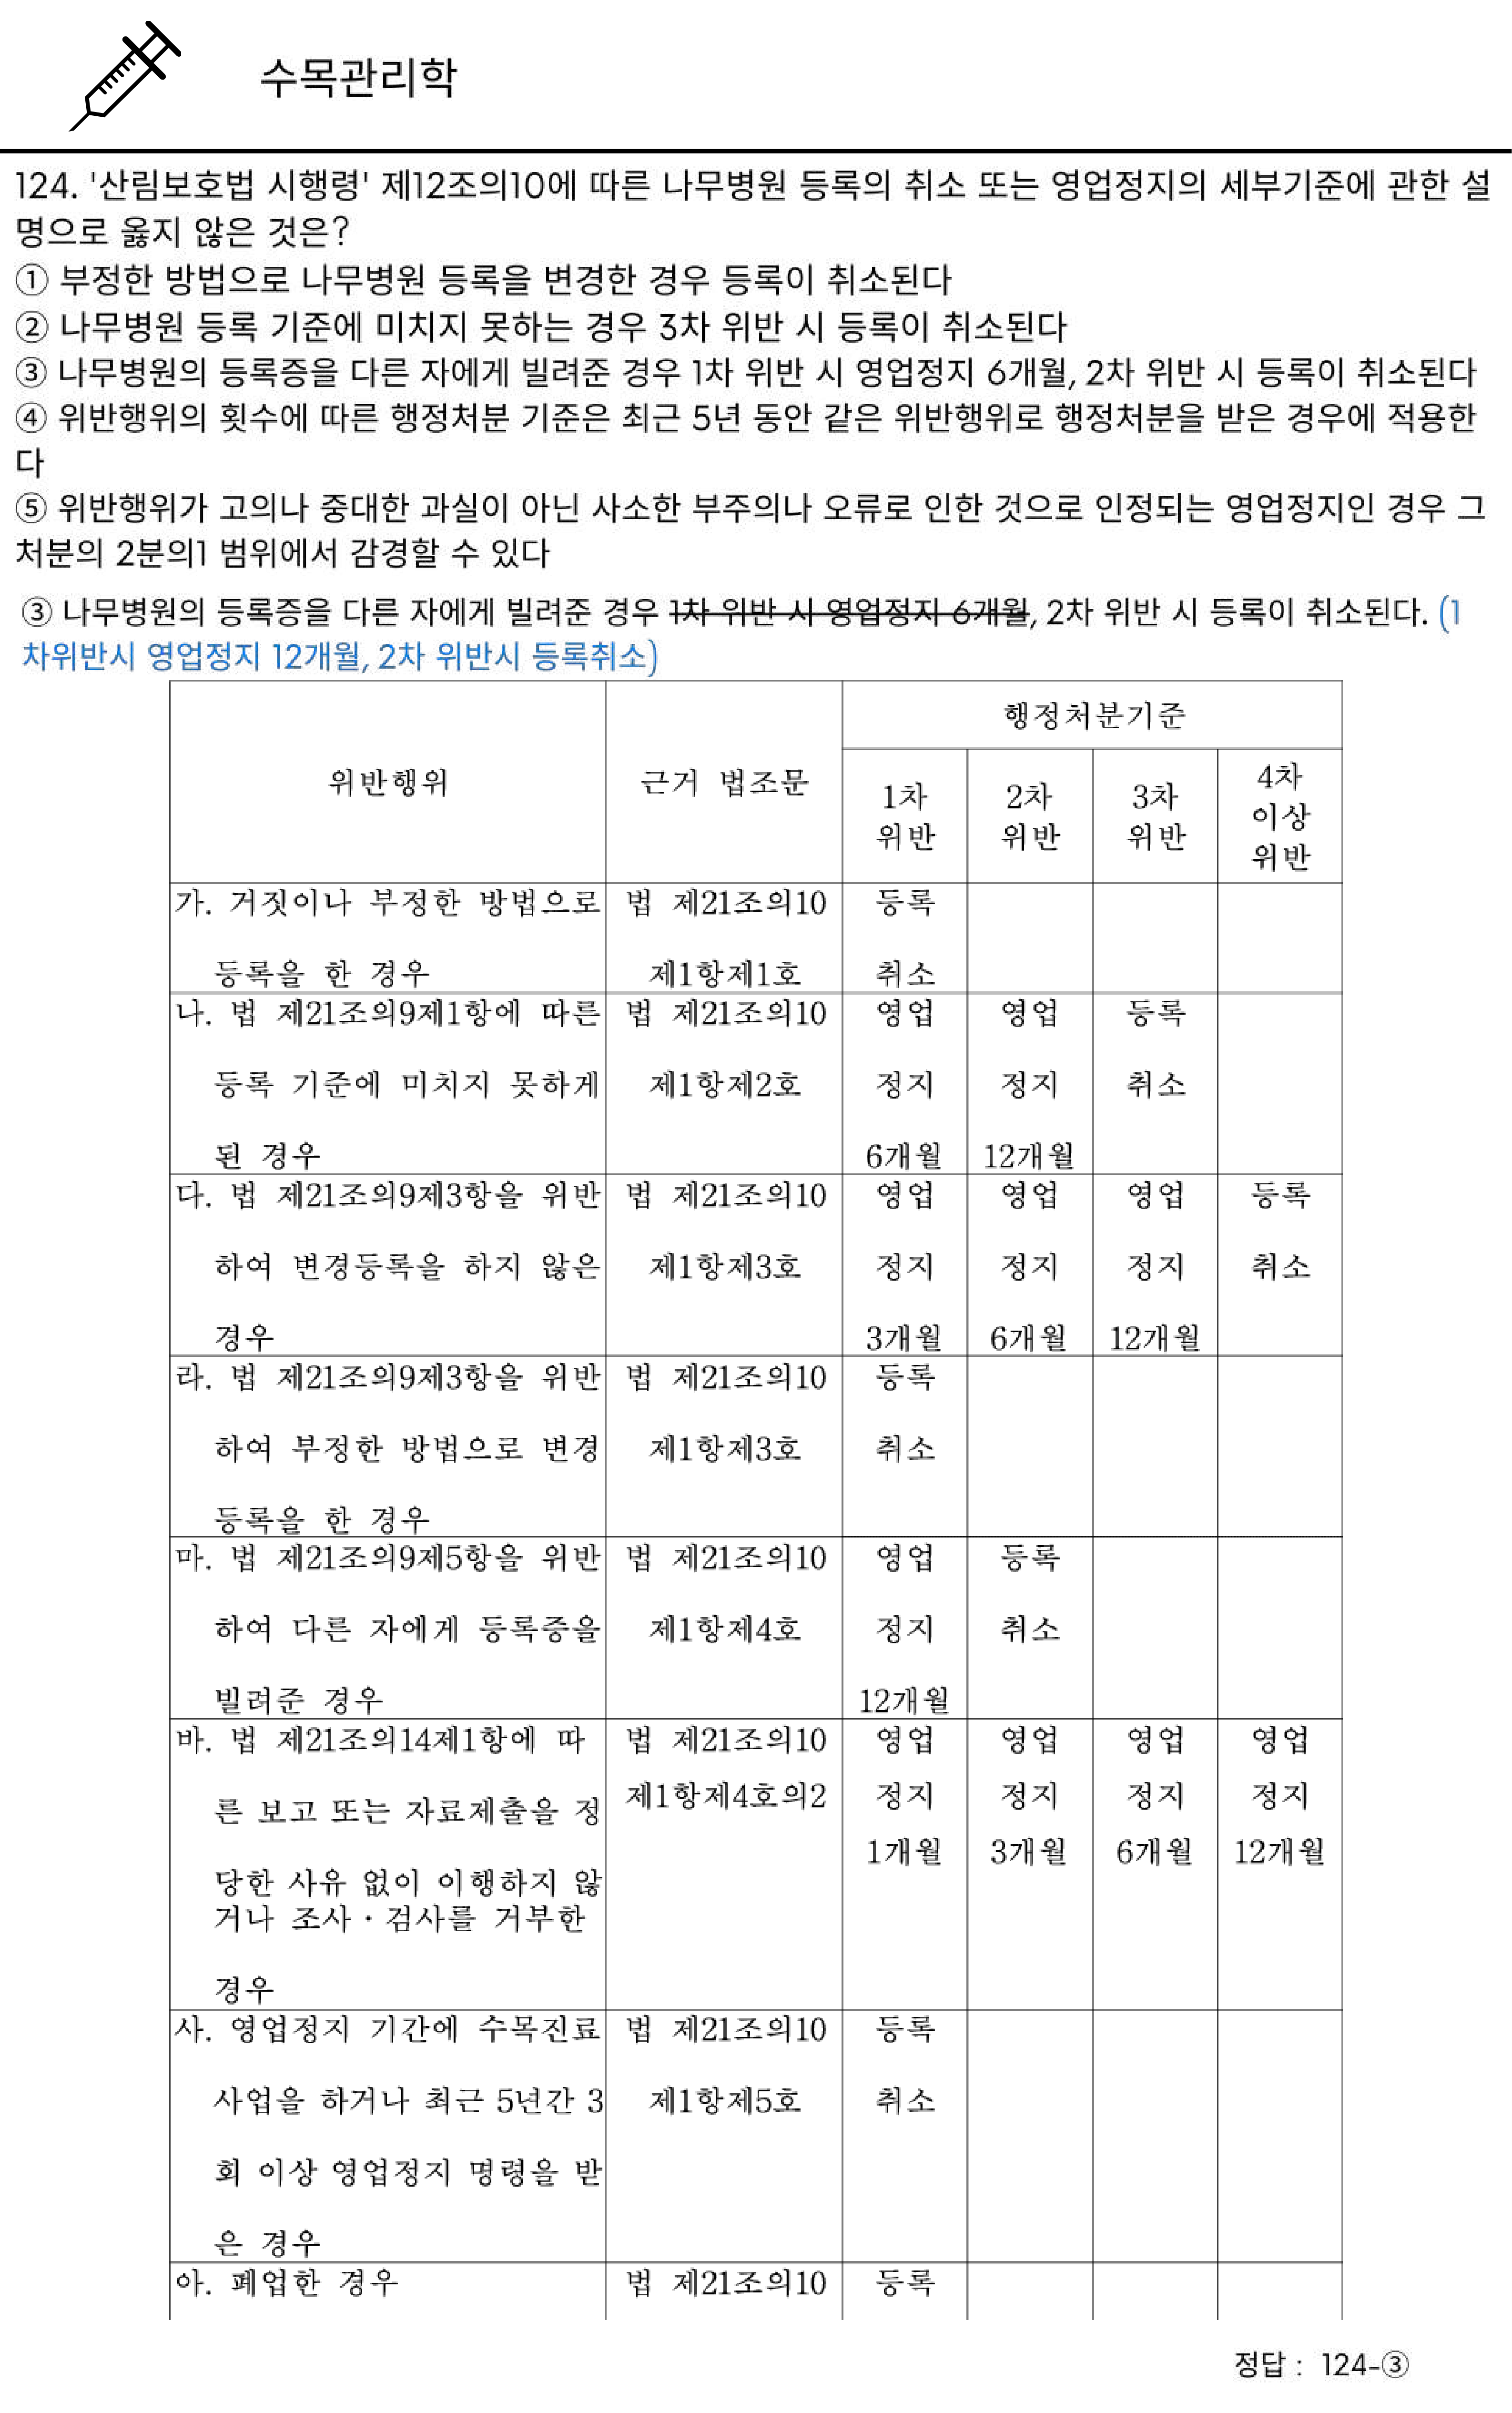 수목관리학
124. '산림보호법 시행령' 제12조의10에 따른 나무병원 등록의 취소 또는 영업정지의 세부기준에 관한 설
명으로 옳지 않은 것은?
① 부정한 방법으로 나무병원 등록을 변경한 경우 등록이 취소된다
② 나무병원 등록 기준에 미치지 못하는 경우 3차 위반 시 등록이 취소된다
③ 나무병원의 등록증을 다른 자에게 빌려준 경우 1차 위반 시 영업정지 6개월, 2차 위반 시 등록이 취소된다
④ 위반행위의 횟수에 따른 행정처분 기준은 최근 5년 동안 같은 위반행위로 행정처분을 받은 경우에 적용한
다
⑤ 위반행위가 고의나 중대한 과실이 아닌 사소한 부주의나 오류로 인한 것으로 인정되는 영업정지인 경우 그
처분의 2분의1 범위에서 감경할 수 있다
③ 나무병원의 등록증을 다른 자에게 빌려준 경우 1차 위반 시 영업정지 6개월, 2차 위반 시 등록이 취소된다. (1
차위반시 영업정지 12개월, 2차 위반시 등록취소)
위반행위 근거 법조문 행정처분기준
1차 위반 2차 위반 3차 위반 4차 이상 위반
가. 거짓이나 부정한 방법으로 법 제21조의10 등록
등록을 한 경우 제1항제1호 취소
나. 법 제21조의9제1항에 따른 법 제21조의10 영업 영업 등록
등록 기준에 미치지 못하게 제1항제2호 정지 정지 취소
된 경우 6개월 12개월
다. 법 제21조의9제3항을 위반 법 제21조의10 영업 영업 영업 등록
하여 변경등록을 하지 않은 제1항제3호 정지 정지 정지 취소
경우 3개월 6개월 12개월
라. 법 제21조의9제3항을 위반 법 제21조의10 등록
하여 부정한 방법으로 변경 제1항제3호 취소
등록을 한 경우
마. 법 제21조의9제5항을 위반 법 제21조의10 영업 등록
하여 다른 자에게 등록증을 제1항제4호 정지 취소
빌려준 경우 12개월
바. 법 제21조의14제1항에 따 법 제21조의10 영업 영업 영업 영업
른 보고 또는 자료제출을 정 제1항제4호의2 정지 정지 정지 정지
당한 사유 없이 이행하지 않 1개월 3개월 6개월 12개월
거나 조사·검사를 거부한
경우
사. 영업정지 기간에 수목진료 법 제21조의10 등록
사업을 하거나 최근 5년간 3 제1항제5호 취소
회 이상 영업정지 명령을 받
은 경우
아. 폐업한 경우 법 제21조의10 등록
정답 : 124-③